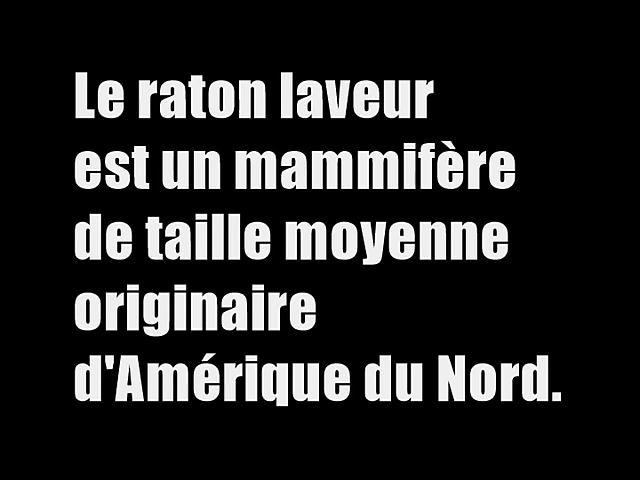 Le raton laveur
est un mammifère
de taille moyenne
originaire
d'Amérique du Nord.